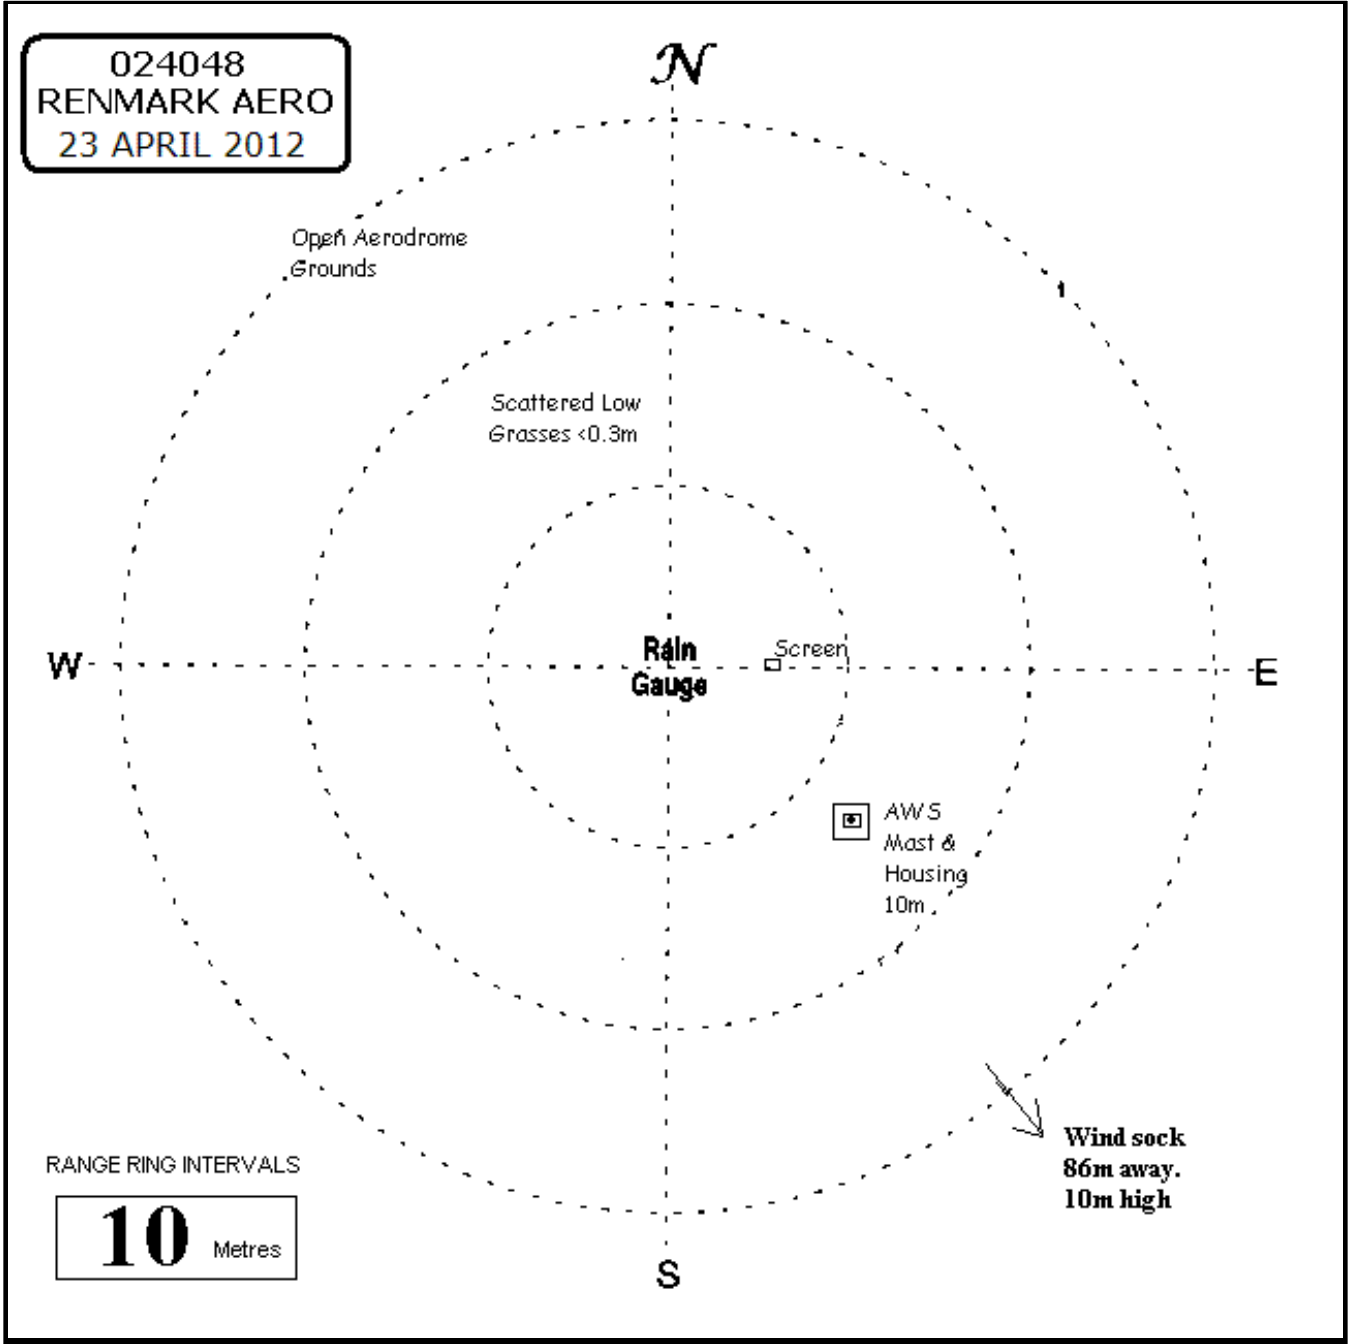 024048
RENMARK AERO
23 APRIL 2012
N
Open Aerodrome
Grounds
Scattered Low
Grasses <0.3m
W
Rain
Gauge
Screen
E
AWS
Mast &
Housing
10m
Wind sock
86m away.
10m high
RANGE RING INTERVALS
10 Metres
S